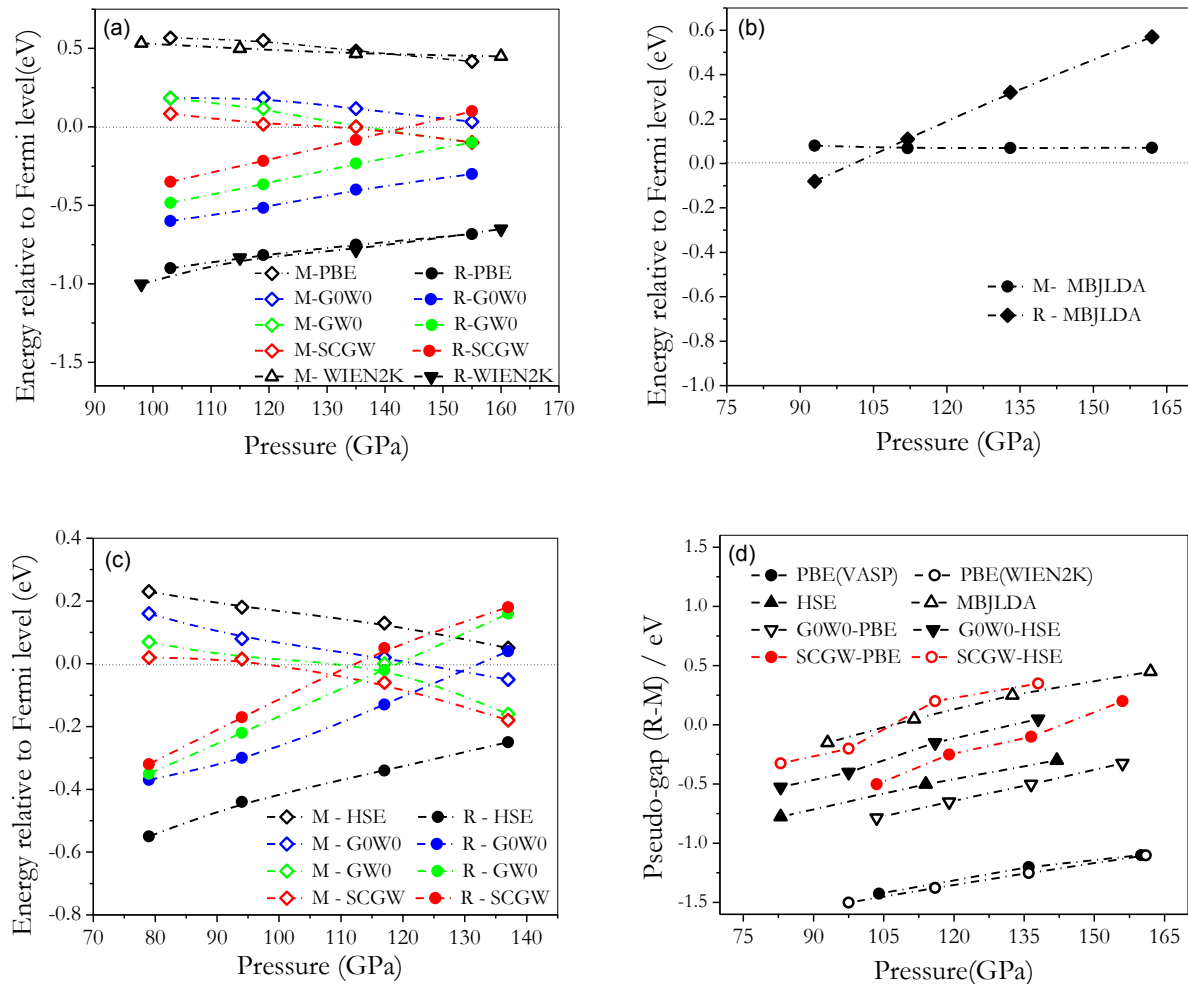 (a)
Energy relative to Fermi level(eV)
0.5
0.0
-0.5
-1.0
-1.5
M-PBE R-PBE
M-G0W0 R-G0W0
M-GW0 R-GW0
M-SCGW R-SCGW
M- WIEN2K R-WIEN2K
90 100 110 120 130 140 150 160 170
Pressure (GPa)
(b)
Energy relative to Fermi level (eV)
0.6
0.4
0.2
0.0
-0.2
-0.4
-0.6
-0.8
-1.0
M- MBJLDA
R - MBJLDA
75 90 105 120 135 150 165
Pressure (GPa)
(c)
Energy relative to Fermi level (eV)
0.4
0.2
0.0
-0.2
-0.4
-0.6
-0.8
M - HSE R - HSE
M - G0W0 R - G0W0
M - GW0 R - GW0
M - SCGW R - SCGW
70 80 90 100 110 120 130 140
Pressure (GPa)
(d)
Pseudo-gap (R-M) / eV
1.5
1.0
0.5
0.0
-0.5
-1.0
-1.5
PBE(VASP) PBE(WIEN2K)
HSE MBJLDA
G0W0-PBE G0W0-HSE
SCGW-PBE SCGW-HSE
75 90 105 120 135 150 165
Pressure(GPa)